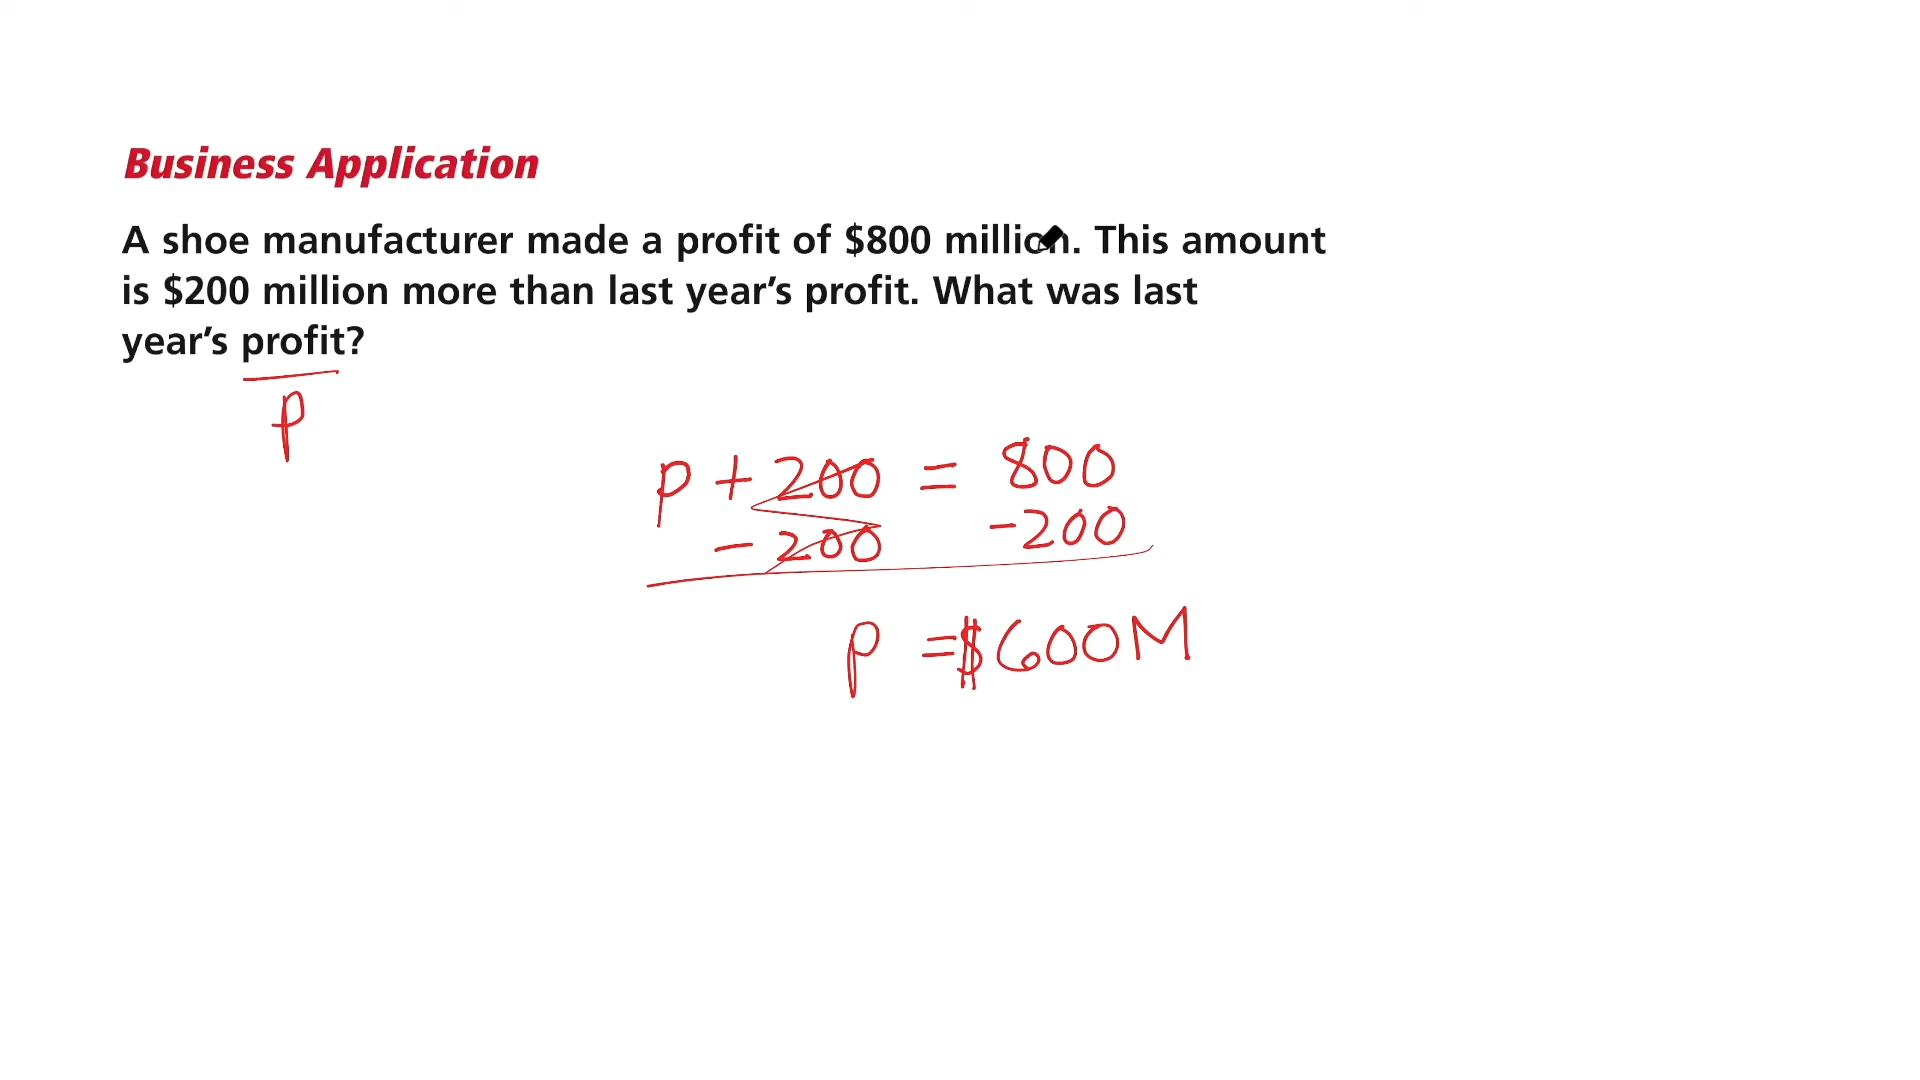 Business Application
A shoe manufacturer made a profit of $800 million. This amount
is $200 million more than last year’s profit. What was last
year’s profit?
p
p + 200 = 800
- 200 -200
p = $600M